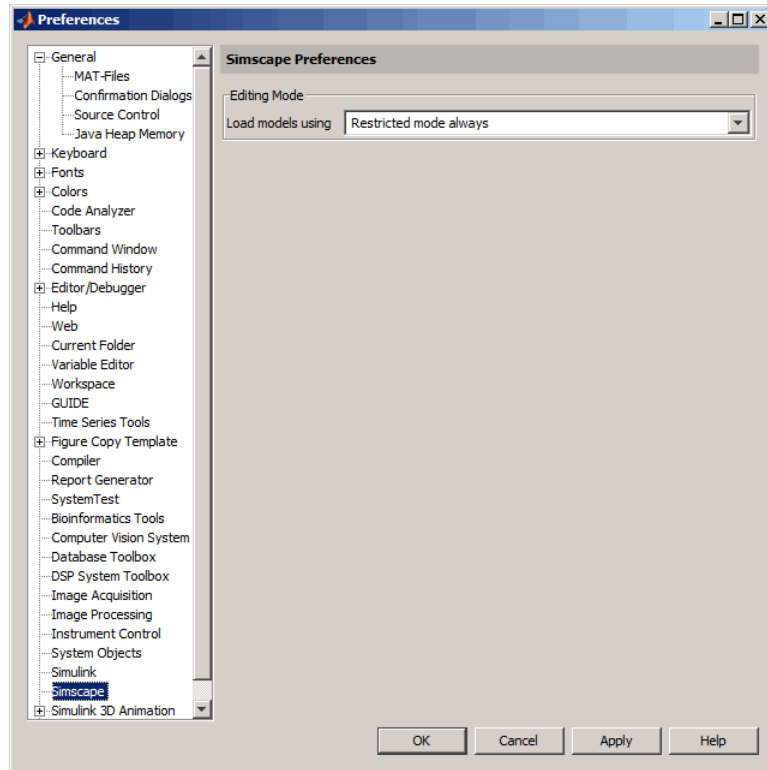 Preferences
General
MAT-Files
Confirmation Dialogs
Source Control
Java Heap Memory
Keyboard
Fonts
Colors
Code Analyzer
Toolbars
Command Window
Command History
Editor/Debugger
Help
Web
Current Folder
Variable Editor
Workspace
GUIDE
Time Series Tools
Figure Copy Template
Compiler
Report Generator
SystemTest
Bioinformatics Tools
Computer Vision System
Database Toolbox
DSP System Toolbox
Image Acquisition
Image Processing
Instrument Control
System Objects
Simulink
Simscape
Simulink 3D Animation
Simscape Preferences
Editing Mode
Load models using Restricted mode always
OK Cancel Apply Help